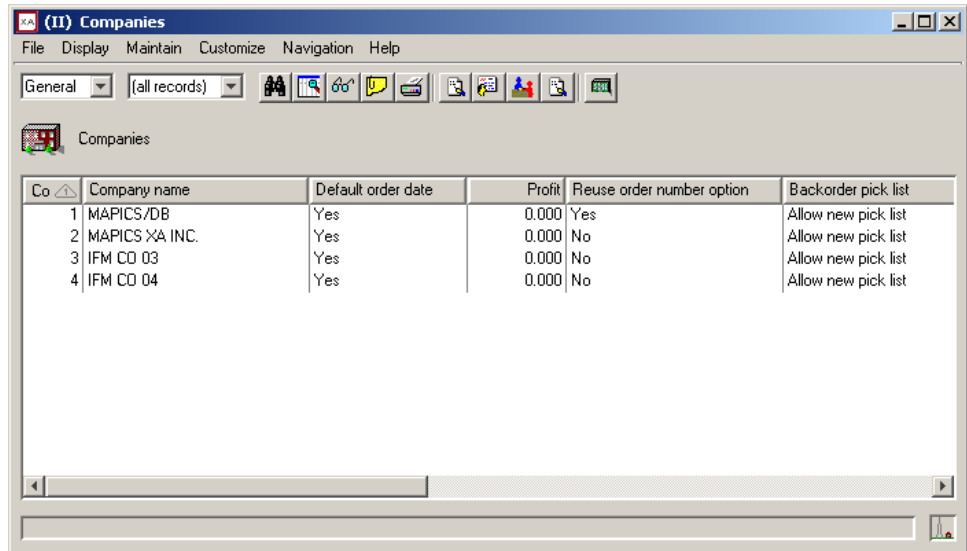 XA (II) Companies
File Display Maintain Customize Navigation Help
General (all records)
Companies
Co 1 Company name Default order date Profit Reuse order number option Backorder pick list
1 MAPICS/DB Yes 0.000 Yes Allow new pick list
2 MAPICS XA INC. Yes 0.000 No Allow new pick list
3 IFM CO 03 Yes 0.000 No Allow new pick list
4 IFM CO 04 Yes 0.000 No Allow new pick list